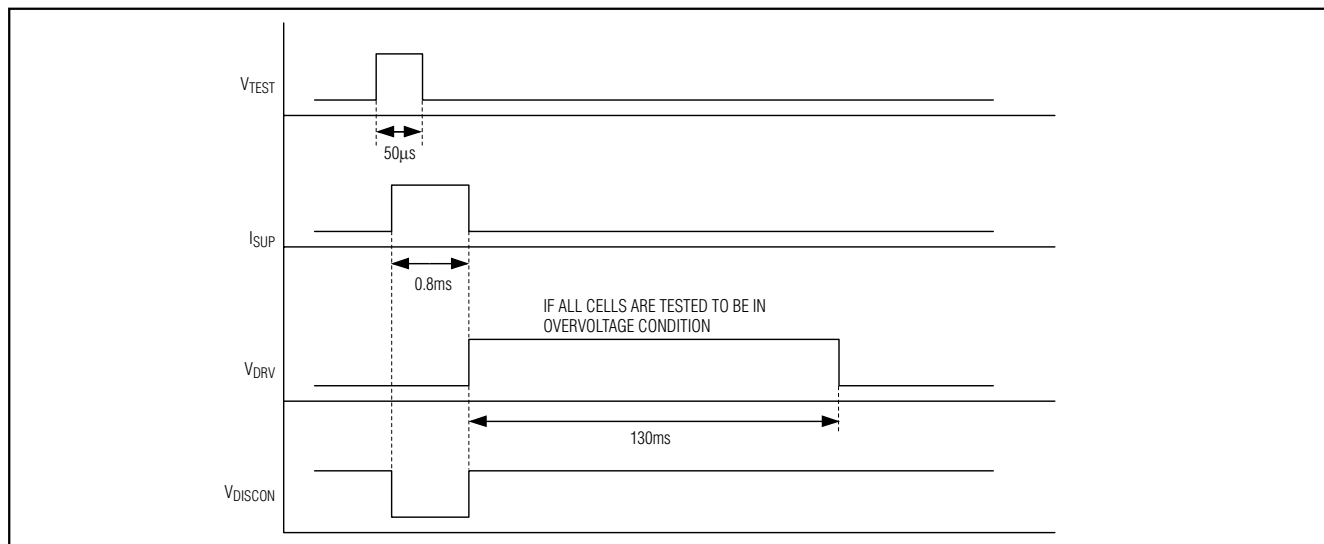 VTEST
50µs
ISUP
0.8ms
IF ALL CELLS ARE TESTED TO BE IN
OVERVOLTAGE CONDITION
VDRV
130ms
VDISCON